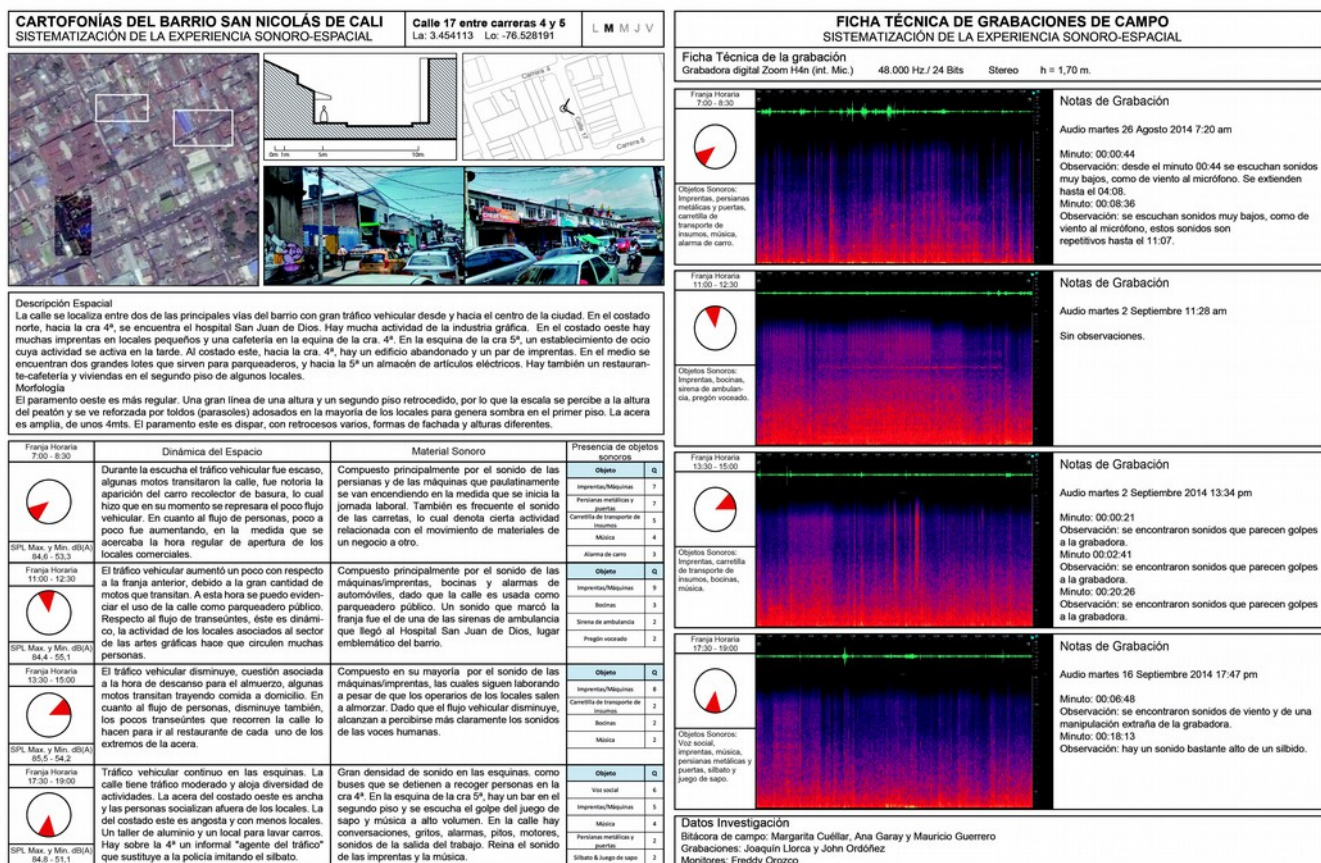 CARTOFONÍAS DEL BARRIO SAN NICOLÁS DE CALI
SISTEMATIZACIÓN DE LA EXPERIENCIA SONORO-ESPACIAL
Calle 17 entre carreras 4 y 5
La: 3.454113 Lo: -76.528191
L M M J V
Carrera 4
Calle 17
Carrera 5
0m 1m 5m 10m
Descripción Espacial
La calle se localiza entre dos de las principales vías del barrio con gran tráfico vehicular desde y hacia el centro de la ciudad. En el costado
norte, hacia la cra 4ª, se encuentra el hospital San Juan de Dios. Hay mucha actividad de la industria gráfica. En el costado oeste hay
muchas imprentas en locales pequeños y una cafetería en la equina de la cra. 4ª. En la esquina de la cra 5ª, un establecimiento de ocio
cuya actividad se activa en la tarde. Al costado este, hacia la cra. 4ª, hay un edificio abandonado y un par de imprentas. En el medio se
encuentran dos grandes lotes que sirven para parqueaderos, y hacia la 5ª un almacén de artículos eléctricos. Hay también un restauran-
te-cafetería y viviendas en el segundo piso de algunos locales.
Morfología
El paramento oeste es más regular. Una gran línea de una altura y un segundo piso retrocedido, por lo que la escala se percibe a la altura
del peatón y se ve reforzada por toldos (parasoles) adosados en la mayoría de los locales para genera sombra en el primer piso. La acera
es amplia, de unos 4mts. El paramento este es dispar, con retrocesos varios, formas de fachada y alturas diferentes.
Franja Horaria
7:00 - 8:30
Dinámica del Espacio
Material Sonoro
Presencia de objetos
sonoros
SPL Max. y Min. dB(A)
84,6 - 53,3
Durante la escucha el tráfico vehicular fue escaso,
algunas motos transitaron la calle, fue notoria la
aparición del carro recolector de basura, lo cual
hizo que en su momento se represara el poco flujo
vehicular. En cuanto al flujo de personas, poco a
poco fue aumentando, en la medida que se
acercaba la hora regular de apertura de los
locales comerciales.
Compuesto principalmente por el sonido de las
persianas y de las máquinas que paulatinamente
se van encendiendo en la medida que se inicia la
jornada laboral. También es frecuente el sonido
de las carretas, lo cual denota cierta actividad
relacionada con el movimiento de materiales de
un negocio a otro.
Objeto Q
Imprentas/Máquinas 7
Persianas metálicas y
puertas 7
Carretilla de transporte de
insumos 5
Música 4
Alarma de carro 3
Franja Horaria
11:00 - 12:30
SPL Max. y Min. dB(A)
84,4 - 55,1
El tráfico vehicular aumentó un poco con respecto
a la franja anterior, debido a la gran cantidad de
motos que transitan. A esta hora se puedo eviden-
ciar el uso de la calle como parqueadero público.
Respecto al flujo de transeúntes, éste es dinámi-
co, la actividad de los locales asociados al sector
de las artes gráficas hace que circulen muchas
personas.
Compuesto principalmente por el sonido de las
máquinas/imprentas, bocinas y alarmas de
automóviles, dado que la calle es usada como
parqueadero público. Un sonido que marcó la
franja fue el de una de las sirenas de ambulancia
que llegó al Hospital San Juan de Dios, lugar
emblemático del barrio.
Objeto Q
Imprentas/Máquinas 9
Bocinas 3
Sirena de ambulancia 2
Pregón voceado 2
Franja Horaria
13:30 - 15:00
SPL Max. y Min. dB(A)
85,5 - 54,2
El tráfico vehicular disminuye, cuestión asociada
a la hora de descanso para el almuerzo, algunas
motos transitan trayendo comida a domicilio. En
cuanto al flujo de personas, disminuye también,
los pocos transeúntes que recorren la calle lo
hacen para ir al restaurante de cada uno de los
extremos de la acera.
Compuesto en su mayoría por el sonido de las
máquinas/imprentas, las cuales siguen laborando
a pesar de que los operarios de los locales salen
a almorzar. Dado que el flujo vehicular disminuye,
alcanzan a percibirse más claramente los sonidos
de las voces humanas.
Objeto Q
Imprentas/Máquinas 8
Carretilla de transporte de
insumos 2
Bocinas 2
Música 2
Franja Horaria
17:30 - 19:00
SPL Max. y Min. dB(A)
84,8 - 51,1
Tráfico vehicular continuo en las esquinas. La
calle tiene tráfico moderado y aloja diversidad de
actividades. La acera del costado oeste es ancha
y las personas socializan afuera de los locales. La
del costado este es angosta y con menos locales.
Un taller de aluminio y un local para lavar carros.
Hay sobre la 4ª un informal "agente del tráfico"
que sustituye a la policía imitando el silbato.
Gran densidad de sonido en las esquinas. como
buses que se detienen a recoger personas en la
cra 4ª. En la esquina de la cra 5ª, hay un bar en el
segundo piso y se escucha el golpe del juego de
sapo y música a alto volumen. En la calle hay
conversaciones, gritos, alarmas, pitos, motores,
sonidos de la salida del trabajo. Reina el sonido
de las imprentas y la música.
Objeto Q
Voz social 6
Imprentas/Máquinas 5
Música 4
Persianas metálicas y
puertas 2
Silbato & Juego de sapo 2
FICHA TÉCNICA DE GRABACIONES DE CAMPO
SISTEMATIZACIÓN DE LA EXPERIENCIA SONORO-ESPACIAL
Ficha Técnica de la grabación
Grabadora digital Zoom H4n (int. Mic.) 48.000 Hz./ 24 Bits Stereo h = 1,70 m.
Franja Horaria
7:00 - 8:30
Objetos Sonoros:
Imprentas, persianas
metálicas y puertas,
carretilla de
transporte de
insumos, música,
alarma de carro.
Notas de Grabación
Audio martes 26 Agosto 2014 7:20 am
Minuto: 00:00:44
Observación: desde el minuto 00:44 se escuchan sonidos
muy bajos, como de viento al micrófono. Se extienden
hasta el 04:08.
Minuto: 00:08:36
Observación: se escuchan sonidos muy bajos, como de
viento al micrófono, estos sonidos son
repetitivos hasta el 11:07.
Franja Horaria
11:00 - 12:30
Objetos Sonoros:
Imprentas, bocinas,
sirena de ambulan-
cia, pregón voceado.
Notas de Grabación
Audio martes 2 Septiembre 11:28 am
Sin observaciones.
Franja Horaria
13:30 - 15:00
Objetos Sonoros:
Imprentas, carretilla
de transporte de
insumos, bocinas,
música.
Notas de Grabación
Audio martes 2 Septiembre 2014 13:34 pm
Minuto: 00:00:21
Observación: se encontraron sonidos que parecen golpes
a la grabadora.
Minuto 00:02:41
Observación: se encontraron sonidos que parecen golpes
a la grabadora.
Minuto: 00:20:26
Observación: se encontraron sonidos que parecen golpes
a la grabadora.
Franja Horaria
17:30 - 19:00
Objetos Sonoros:
Voz social,
imprentas, música,
persianas metálicas y
puertas, silbato y
juego de sapo.
Notas de Grabación
Audio martes 16 Septiembre 2014 17:47 pm
Minuto: 00:06:48
Observación: se encontraron sonidos de viento y de una
manipulación extraña de la grabadora.
Minuto: 00:18:13
Observación: hay un sonido bastante alto de un silbido.
Datos Investigación
Bitácora de campo: Margarita Cuéllar, Ana Garay y Mauricio Guerrero
Grabaciones: Joaquín Llorca y John Ordóñez
Monitores: Freddy Orozco